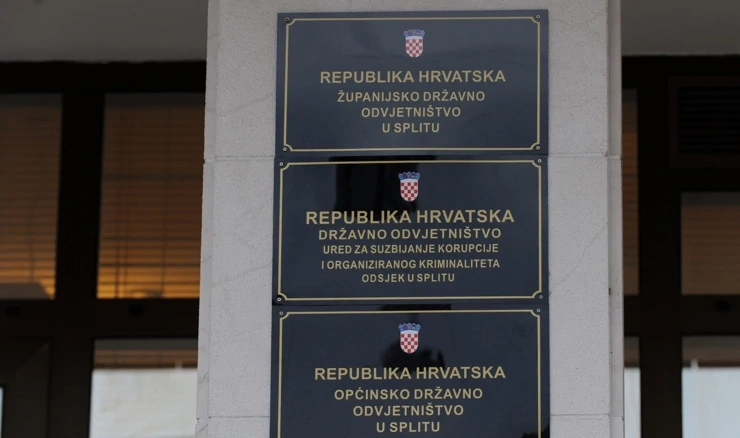 REPUBLIKA HRVATSKA
ŽUPANIJSKO DRŽAVNO
ODVJETNIŠTVO
U SPLITU
REPUBLIKA HRVATSKA
DRŽAVNO ODVJETNIŠTVO
URED ZA SUZBIJANJE KORUPCIJE
I ORGANIZIRANOG KRIMINALITETA
ODSJEK U SPLITU
REPUBLIKA HRVATSKA
OPĆINSKO DRŽAVNO
ODVJETNIŠTVO
U SPLITU